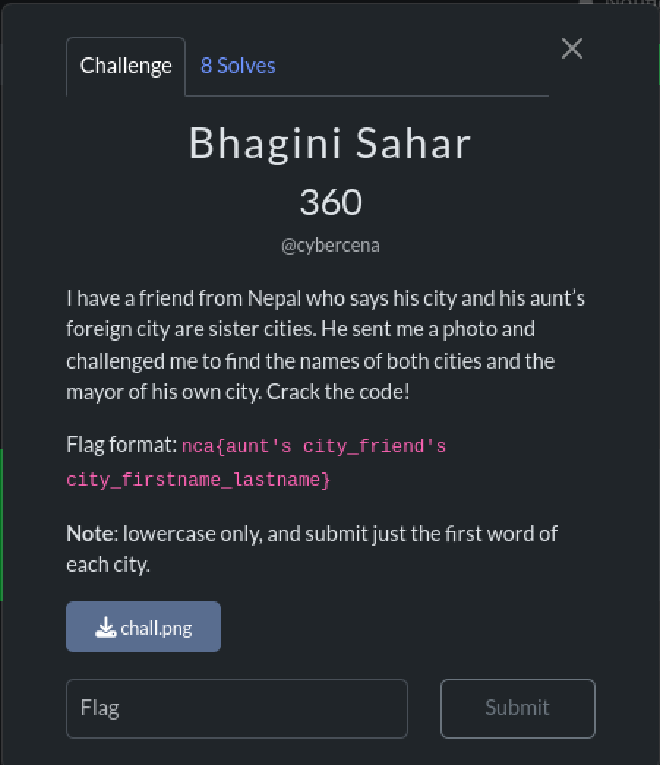 Challenge
8 Solves
Bhagini Sahar
360
@cybercena
I have a friend from Nepal who says his city and his aunt’s
foreign city are sister cities. He sent me a photo and
challenged me to find the names of both cities and the
mayor of his own city. Crack the code!
Flag format: nca{aunt's city_friend's
city_firstname_lastname}
Note: lowercase only, and submit just the first word of
each city.
chall.png
Flag
Submit